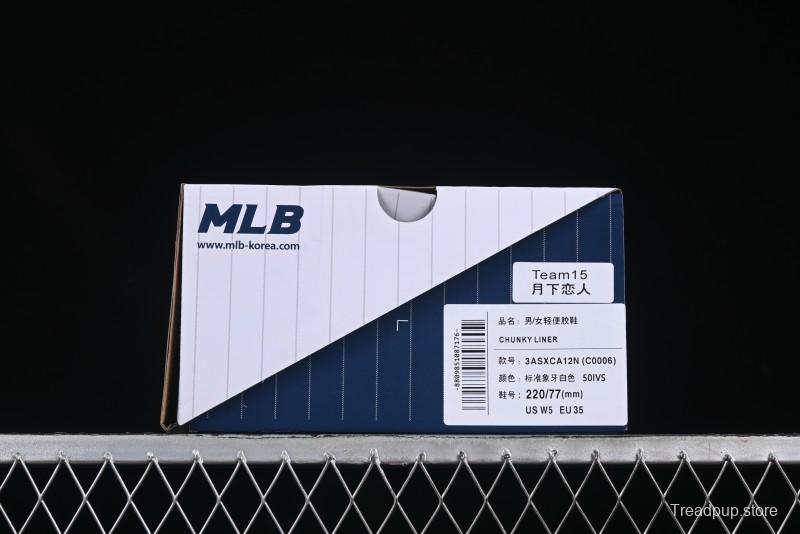 MLB
www.mlb-korea.com
Team15
月下恋人
品名：男/女轻便胶鞋
CHUNKY LINER
款号：3ASXCA12N (C0006)
颜色：标准象牙白色 50IVS
鞋号：220/77(mm)
US W5 EU 35
-8809851087176-
Treadpup.store